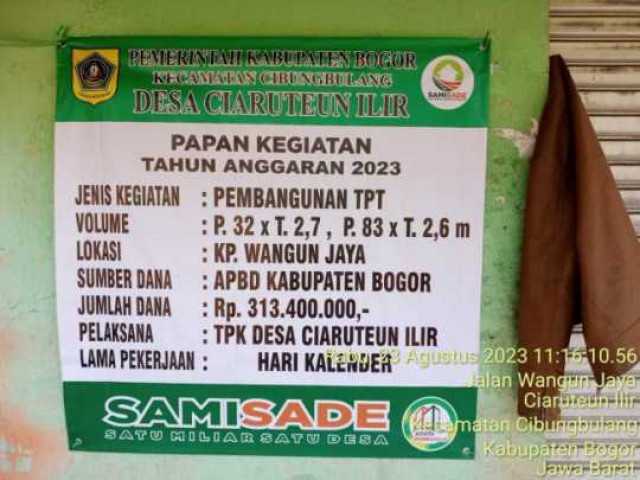 PEMERINTAH KABUPATEN BOGOR
KECAMATAN CIBUNGBULANG
DESA CIARUTEUN ILIR
SAMISADE
PAPAN KEGIATAN
TAHUN ANGGARAN 2023
JENIS KEGIATAN : PEMBANGUNAN TPT
VOLUME : P. 32 x T. 2,7 , P. 83 x T. 2,6 m
LOKASI : KP. WANGUN JAYA
SUMBER DANA : APBD KABUPATEN BOGOR
JUMLAH DANA : Rp. 313.400.000,-
PELAKSANA : TPK DESA CIARUTEUN ILIR
LAMA PEKERJAAN : HARI KALENDER
SAMISADE
SATU MILIAR SATU DESA
Rabu, 23 Agustus 2023 11:16:10.56
Jalan Wangun Jaya
Ciaruteun Ilir
Kecamatan Cibungbulang
Kabupaten Bogor
Jawa Barat